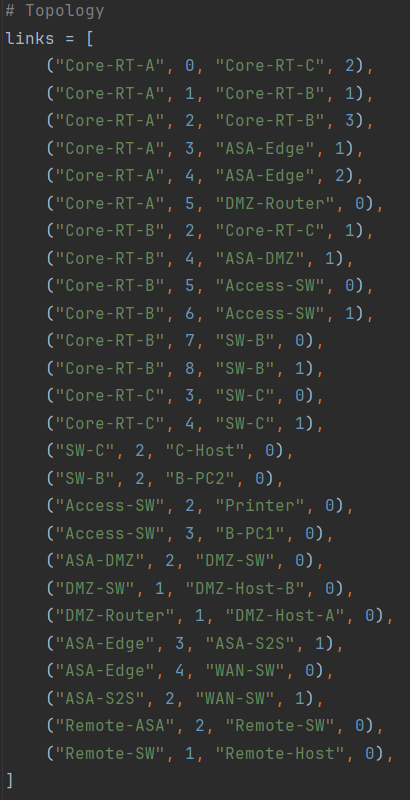 # Topology
links = [
    ("Core-RT-A", 0, "Core-RT-C", 2),
    ("Core-RT-A", 1, "Core-RT-B", 1),
    ("Core-RT-A", 2, "Core-RT-B", 3),
    ("Core-RT-A", 3, "ASA-Edge", 1),
    ("Core-RT-A", 4, "ASA-Edge", 2),
    ("Core-RT-A", 5, "DMZ-Router", 0),
    ("Core-RT-B", 2, "Core-RT-C", 1),
    ("Core-RT-B", 4, "ASA-DMZ", 1),
    ("Core-RT-B", 5, "Access-SW", 0),
    ("Core-RT-B", 6, "Access-SW", 1),
    ("Core-RT-B", 7, "SW-B", 0),
    ("Core-RT-B", 8, "SW-B", 1),
    ("Core-RT-C", 3, "SW-C", 0),
    ("Core-RT-C", 4, "SW-C", 1),
    ("SW-C", 2, "C-Host", 0),
    ("SW-B", 2, "B-PC2", 0),
    ("Access-SW", 2, "Printer", 0),
    ("Access-SW", 3, "B-PC1", 0),
    ("ASA-DMZ", 2, "DMZ-SW", 0),
    ("DMZ-SW", 1, "DMZ-Host-B", 0),
    ("DMZ-Router", 1, "DMZ-Host-A", 0),
    ("ASA-Edge", 3, "ASA-S2S", 1),
    ("ASA-Edge", 4, "WAN-SW", 0),
    ("ASA-S2S", 2, "WAN-SW", 1),
    ("Remote-ASA", 2, "Remote-SW", 0),
    ("Remote-SW", 1, "Remote-Host", 0),
]